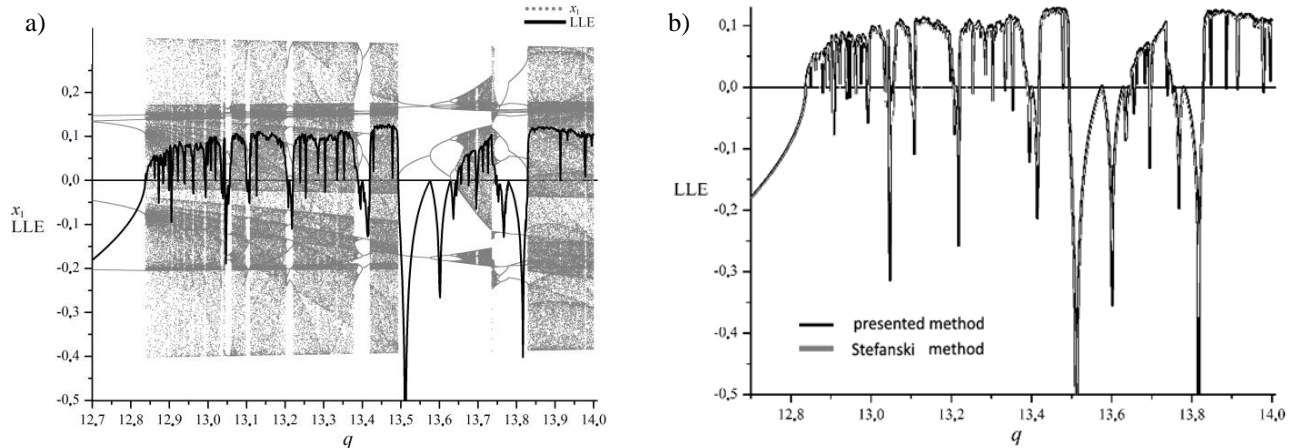 a)
x₁
LLE
0,2
0,1
0,0
x₁
LLE
-0,1
-0,2
-0,3
-0,4
-0,5
12,7 12,8 12,9 13,0 13,1 13,2 13,3 13,4 13,5 13,6 13,7 13,8 13,9 14,0
q
b)
0,1
0,0
-0,1
LLE
-0,2
-0,3
-0,4
-0,5
presented method
Stefanski method
12,8 13,0 13,2 13,4 13,6 13,8 14,0
q